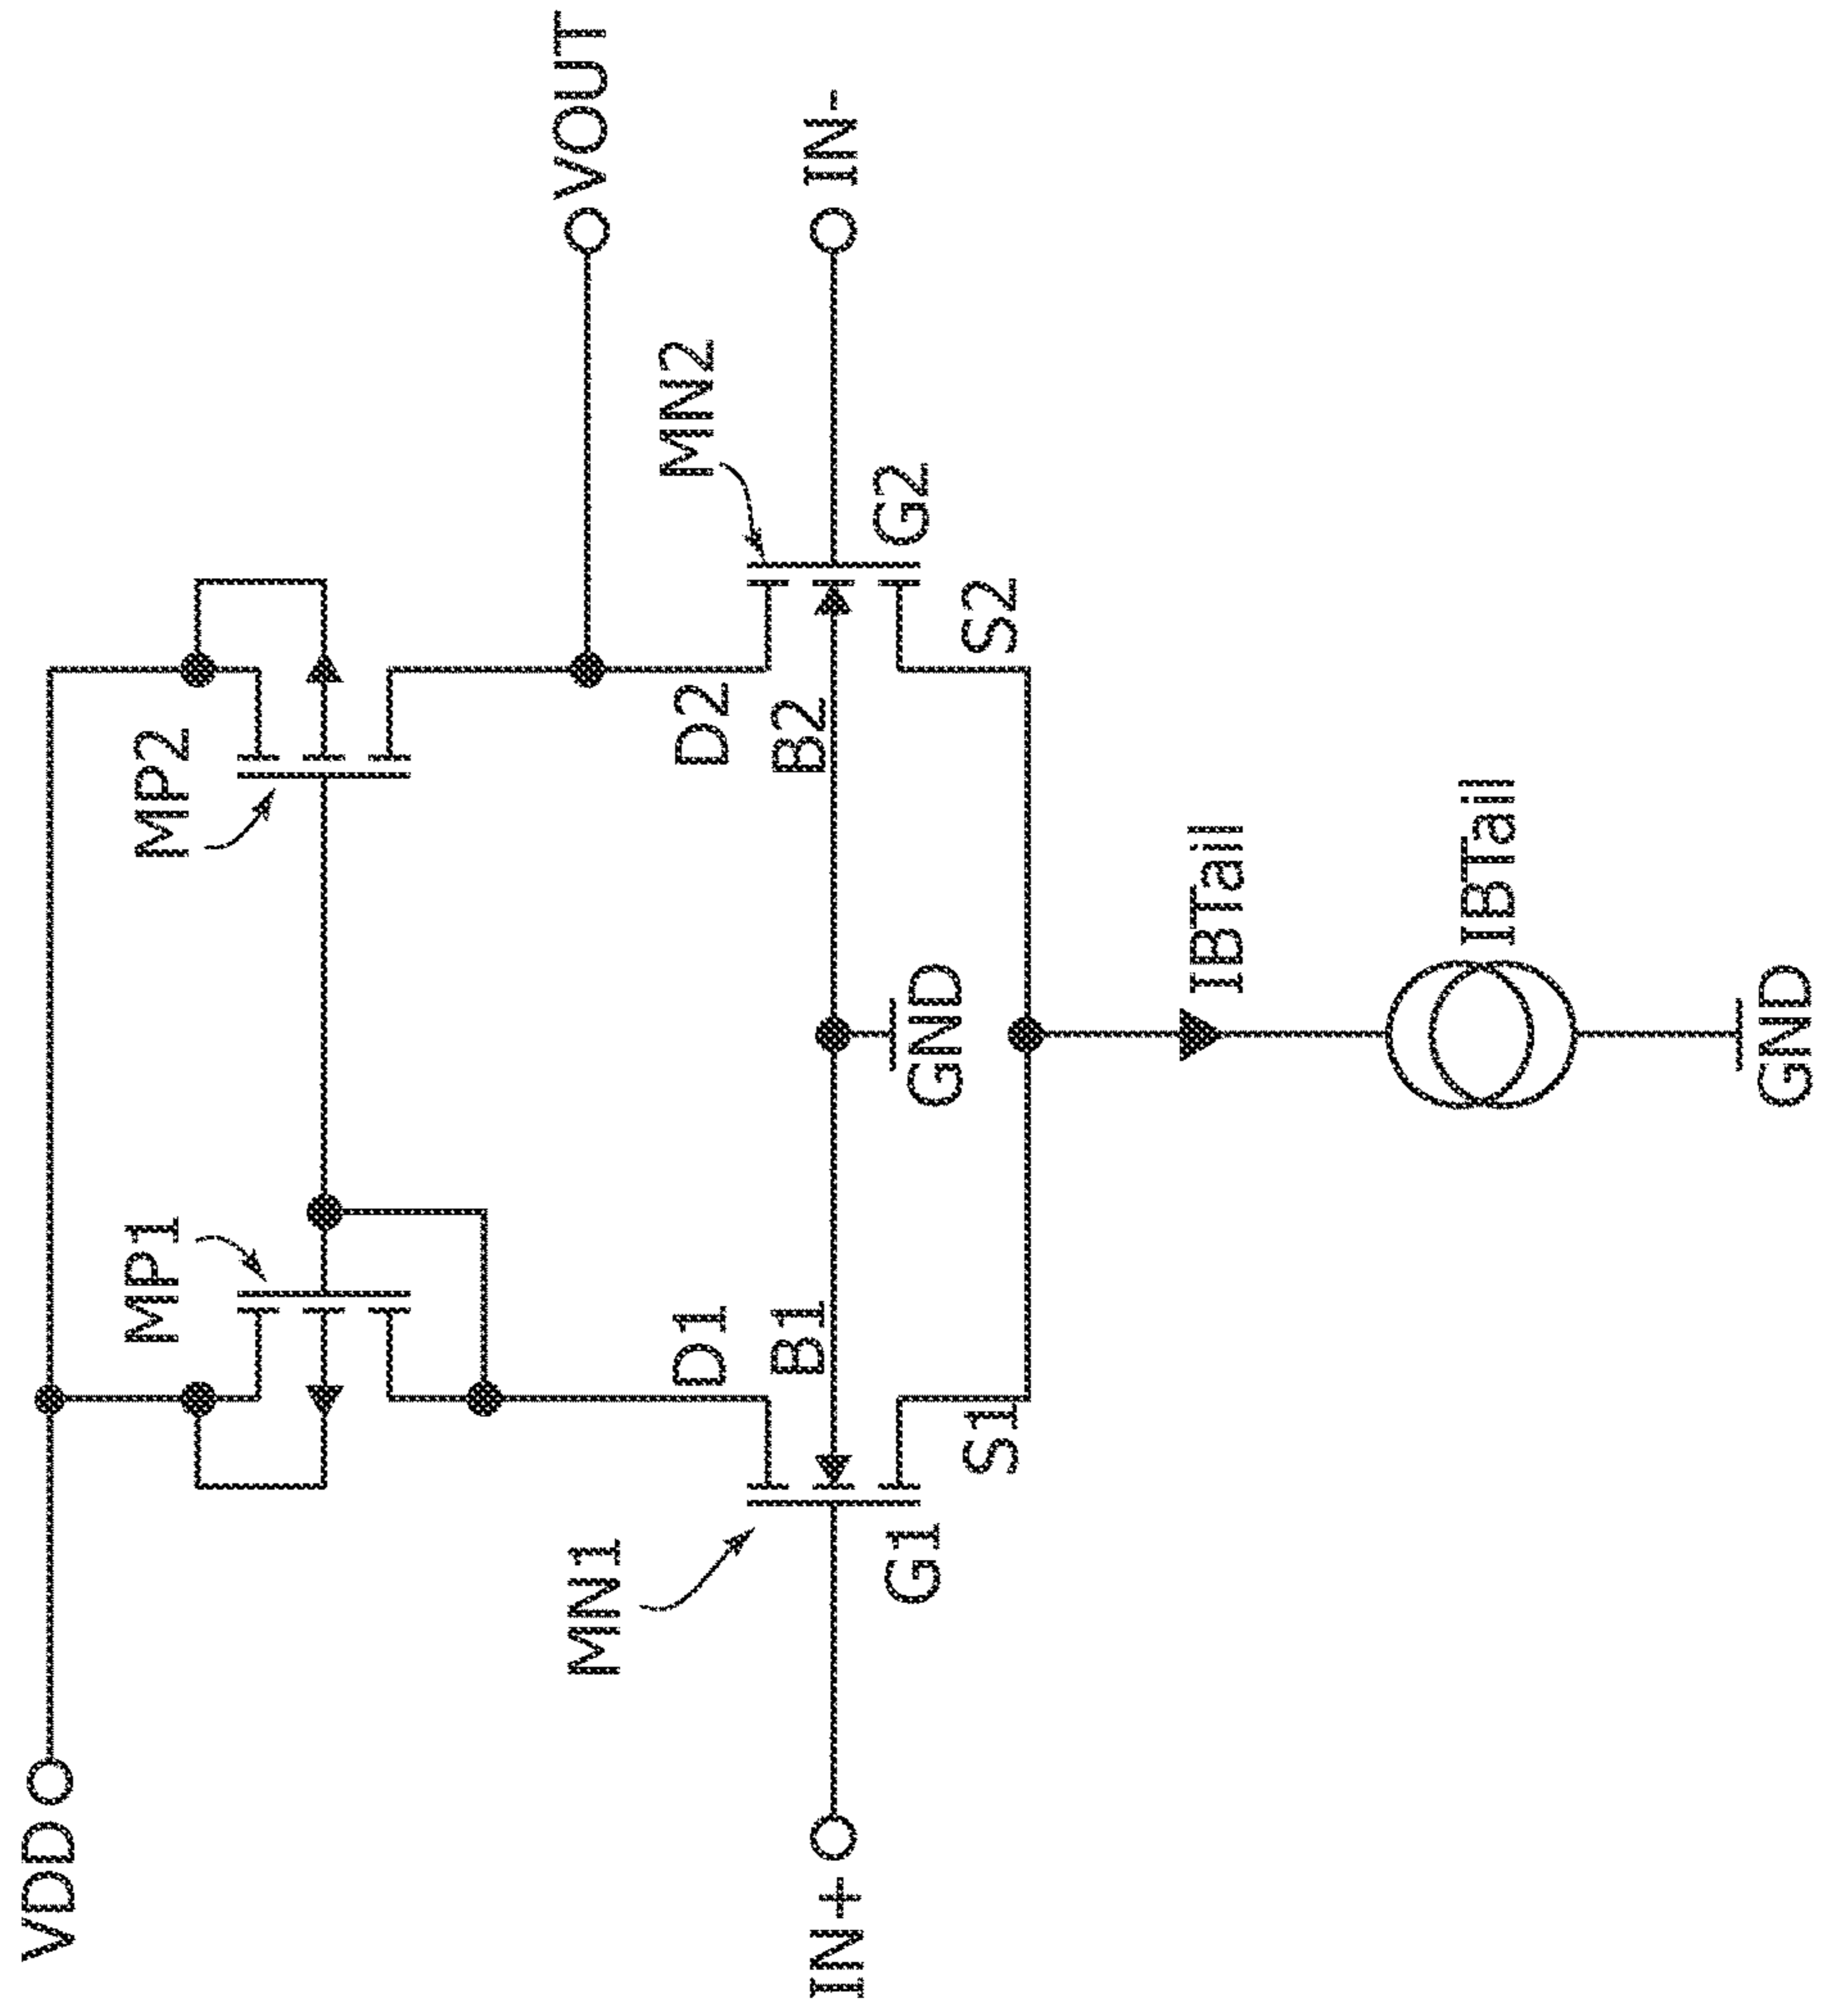 VDD
MP1
MP2
VOUT
MN1
D1
D2
MN2
IN+
B1
B2
IN-
G1
GND
G2
S1
S2
IBTail
IBTail
GND